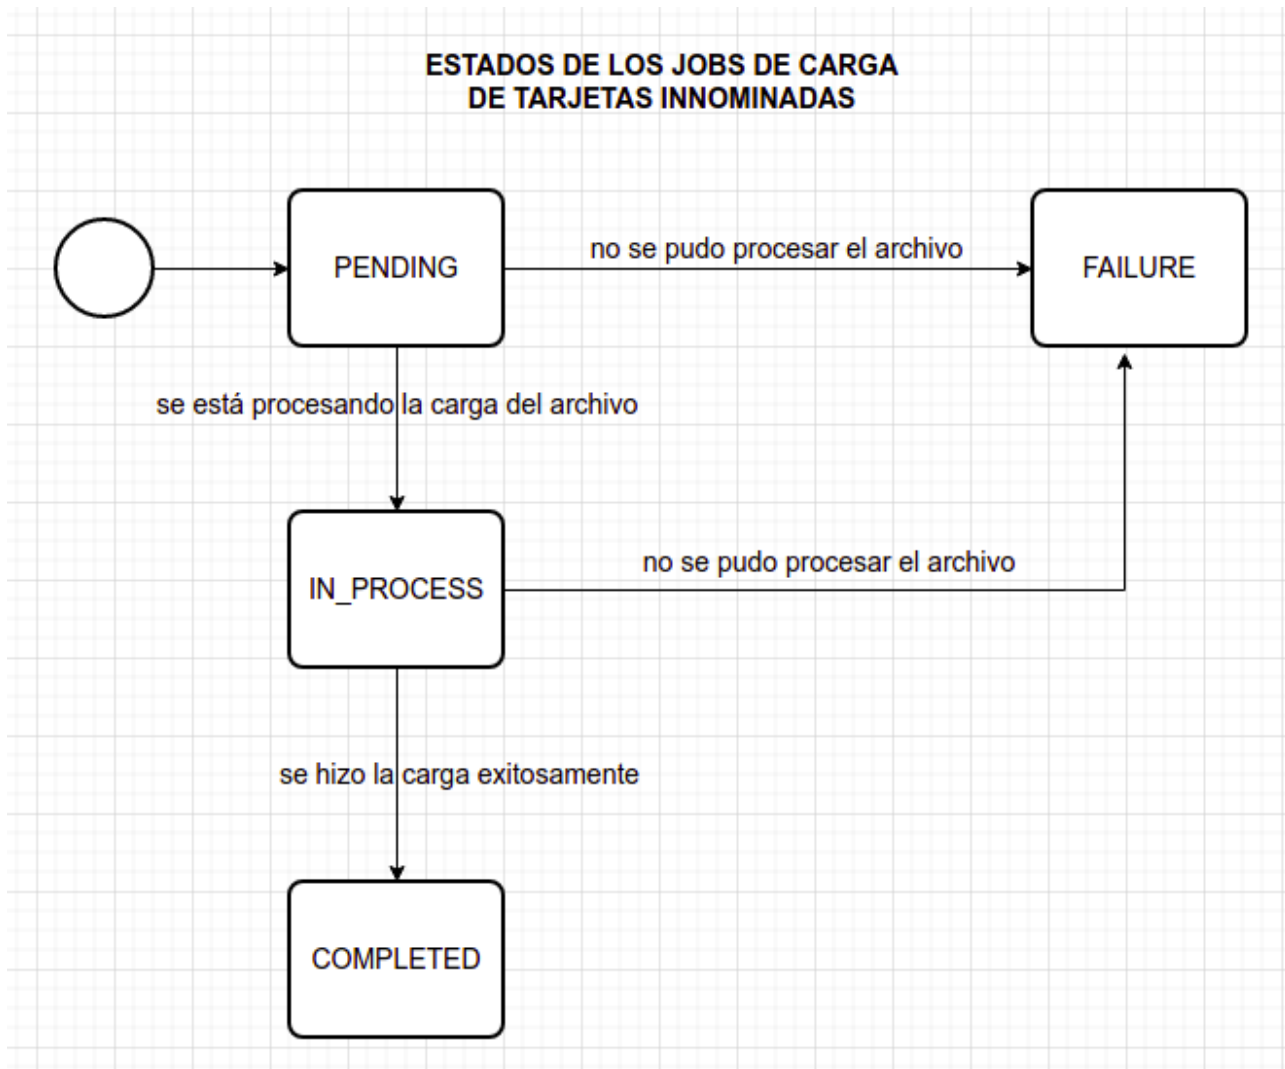 ESTADOS DE LOS JOBS DE CARGA
DE TARJETAS INNOMINADAS
PENDING
no se pudo procesar el archivo
FAILURE
se está procesando la carga del archivo
IN_PROCESS
no se pudo procesar el archivo
se hizo la carga exitosamente
COMPLETED